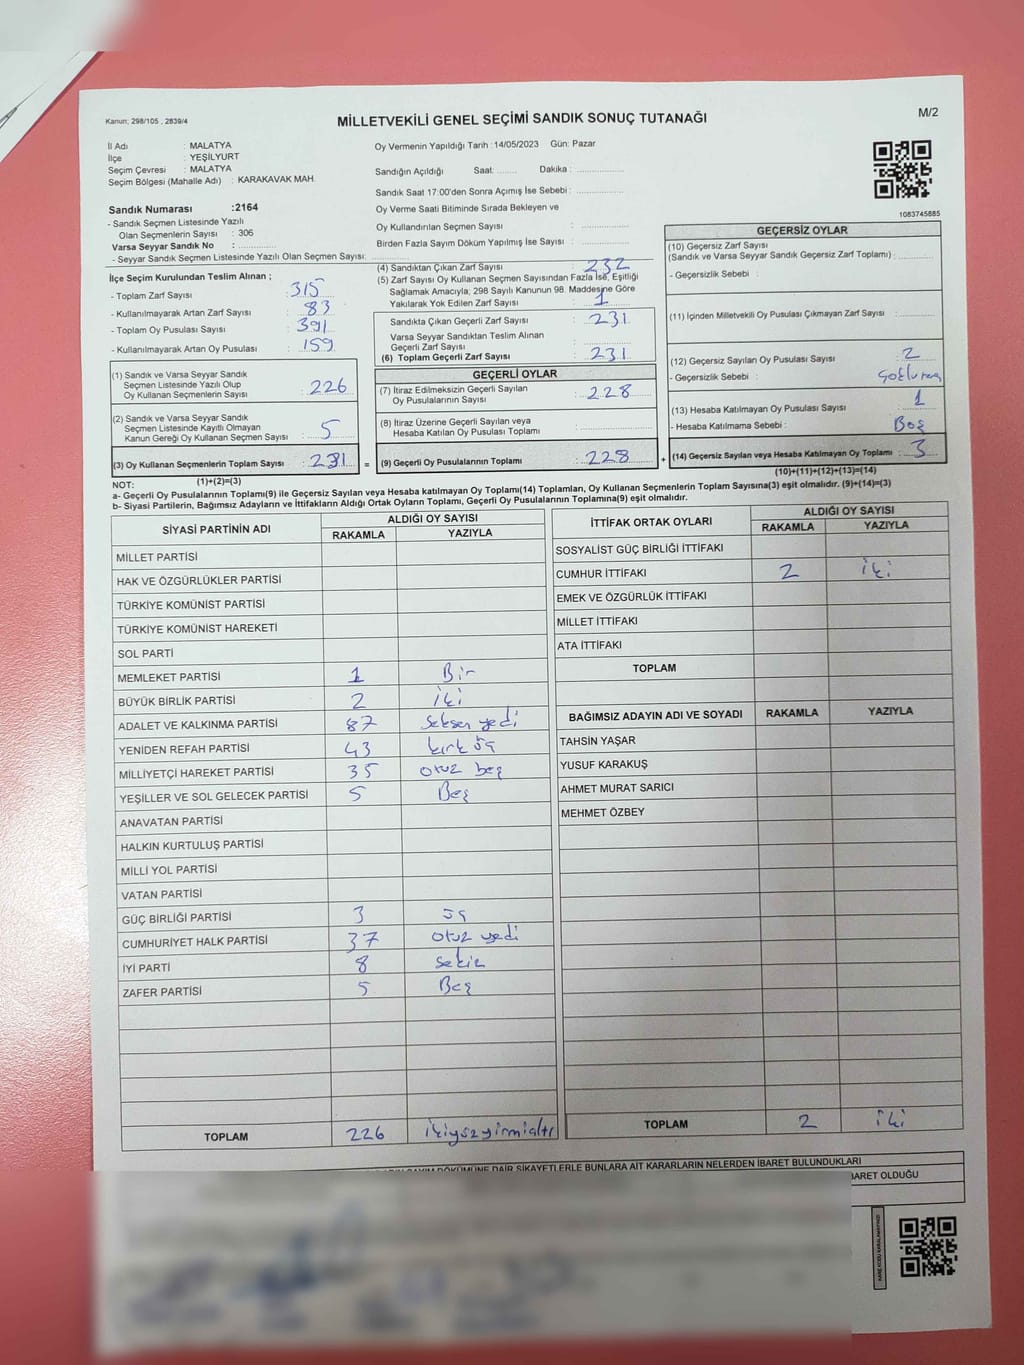 Kanun; 298/105 , 2839/4
MİLLETVEKİLİ GENEL SEÇİMİ SANDIK SONUÇ TUTANAĞI
M/2
İl Adı : MALATYA
İlçe : YEŞİLYURT
Seçim Çevresi : MALATYA
Seçim Bölgesi (Mahalle Adı) : KARAKAVAK MAH.
Oy Vermenin Yapıldığı Tarih :14/05/2023 Gün: Pazar
Sandığın Açıldığı Saat: ........ Dakika : ................
Sandık Saat 17:00'den Sonra Açımış İse Sebebi : ................
Oy Verme Saati Bitiminde Sırada Bekleyen ve
Oy Kullandırılan Seçmen Sayısı : ................
Birden Fazla Sayım Döküm Yapılmış İse Sayısı : ................
1083745885
Sandık Numarası :2164
- Sandık Seçmen Listesinde Yazılı
Olan Seçmenlerin Sayısı : 306
Varsa Seyyar Sandık No : .............
- Seyyar Sandık Seçmen Listesinde Yazılı Olan Seçmen Sayısı:
İlçe Seçim Kurulundan Teslim Alınan ;
- Toplam Zarf Sayısı : 315
- Kullanılmayarak Artan Zarf Sayısı : 83
- Toplam Oy Pusulası Sayısı : 391
- Kullanılmayarak Artan Oy Pusulası : 159
(1) Sandık ve Varsa Seyyar Sandık
Seçmen Listesinde Yazılı Olup
Oy Kullanan Seçmenlerin Sayısı : 226
(2) Sandık ve Varsa Seyyar Sandık
Seçmen Listesinde Kayıtlı Olmayan
Kanun Gereği Oy Kullanan Seçmen Sayısı : 5
(3) Oy Kullanan Seçmenlerin Toplam Sayısı : 231
(1)+(2)=(3)
(4) Sandıktan Çıkan Zarf Sayısı : 232
(5) Zarf Sayısı Oy Kullanan Seçmen Sayısından Fazla İse, Eşitliği
Sağlamak Amacıyla; 298 Sayılı Kanunun 98. Maddesine Göre
Yakılarak Yok Edilen Zarf Sayısı : 1
Sandıkta Çıkan Geçerli Zarf Sayısı : 231
Varsa Seyyar Sandıktan Teslim Alınan
Geçerli Zarf Sayısı :
(6) Toplam Geçerli Zarf Sayısı : 231
GEÇERLİ OYLAR
(7) İtiraz Edilmeksizin Geçerli Sayılan
Oy Pusulalarının Sayısı : 228
(8) İtiraz Üzerine Geçerli Sayılan veya
Hesaba Katılan Oy Pusulası Toplamı :
= (9) Geçerli Oy Pusulalarının Toplamı : 228
GEÇERSİZ OYLAR
(10) Geçersiz Zarf Sayısı
(Sandık ve Varsa Seyyar Sandık Geçersiz Zarf Toplamı)
- Geçersizlik Sebebi :
(11) İçinden Milletvekili Oy Pusulası Çıkmayan Zarf Sayısı :
(12) Geçersiz Sayılan Oy Pusulası Sayısı : 2
- Geçersizlik Sebebi :
(13) Hesaba Katılmayan Oy Pusulası Sayısı : 1
- Hesaba Katılmama Sebebi : Boş
+ (14) Geçersiz Sayılan veya Hesaba Katılmayan Oy Toplamı : 3
(10)+(11)+(12)+(13)=(14)
NOT:
a- Geçerli Oy Pusulalarının Toplamı(9) ile Geçersiz Sayılan veya Hesaba katılmayan Oy Toplamı(14) Toplamları, Oy Kullanan Seçmenlerin Toplam Sayısına(3) eşit olmalıdır. (9)+(14)=(3)
b- Siyasi Partilerin, Bağımsız Adayların ve İttifakların Aldığı Ortak Oyların Toplamı, Geçerli Oy Pusulalarının Toplamına(9) eşit olmalıdır.
SİYASİ PARTİNİN ADI ALDIĞI OY SAYISI
RAKAMLA YAZIYLA
MİLLET PARTİSİ
HAK VE ÖZGÜRLÜKLER PARTİSİ
TÜRKİYE KOMÜNİST PARTİSİ
TÜRKİYE KOMÜNİST HAREKETİ
SOL PARTİ
MEMLEKET PARTİSİ 1 Bir
BÜYÜK BİRLİK PARTİSİ 2 iki
ADALET VE KALKINMA PARTİSİ 87 Seksen yedi
YENİDEN REFAH PARTİSİ 43 kırk üç
MİLLİYETÇİ HAREKET PARTİSİ 35 otuz beş
YEŞİLLER VE SOL GELECEK PARTİSİ 5 Beş
ANAVATAN PARTİSİ
HALKIN KURTULUŞ PARTİSİ
MİLLİ YOL PARTİSİ
VATAN PARTİSİ
GÜÇ BİRLİĞİ PARTİSİ 3 üç
CUMHURİYET HALK PARTİSİ 37 otuz yedi
İYİ PARTİ 8 sekiz
ZAFER PARTİSİ 5 Beş
TOPLAM 226 ikiyüzyirmialtı
İTTİFAK ORTAK OYLARI ALDIĞI OY SAYISI
RAKAMLA YAZIYLA
SOSYALİST GÜÇ BİRLİĞİ İTTİFAKI
CUMHUR İTTİFAKI 2 iki
EMEK VE ÖZGÜRLÜK İTTİFAKI
MİLLET İTTİFAKI
ATA İTTİFAKI
TOPLAM
BAĞIMSIZ ADAYIN ADI VE SOYADI RAKAMLA YAZIYLA
TAHSİN YAŞAR
YUSUF KARAKUŞ
AHMET MURAT SARICI
MEHMET ÖZBEY
TOPLAM 2 iki
SAYIM DÖKÜMÜNE DAİR ŞİKAYETLERLE BUNLARA AİT KARARLARIN NELERDEN İBARET BULUNDUKLARI
İBARET OLDUĞU
KARE KODU KARALAMAYINIZ!